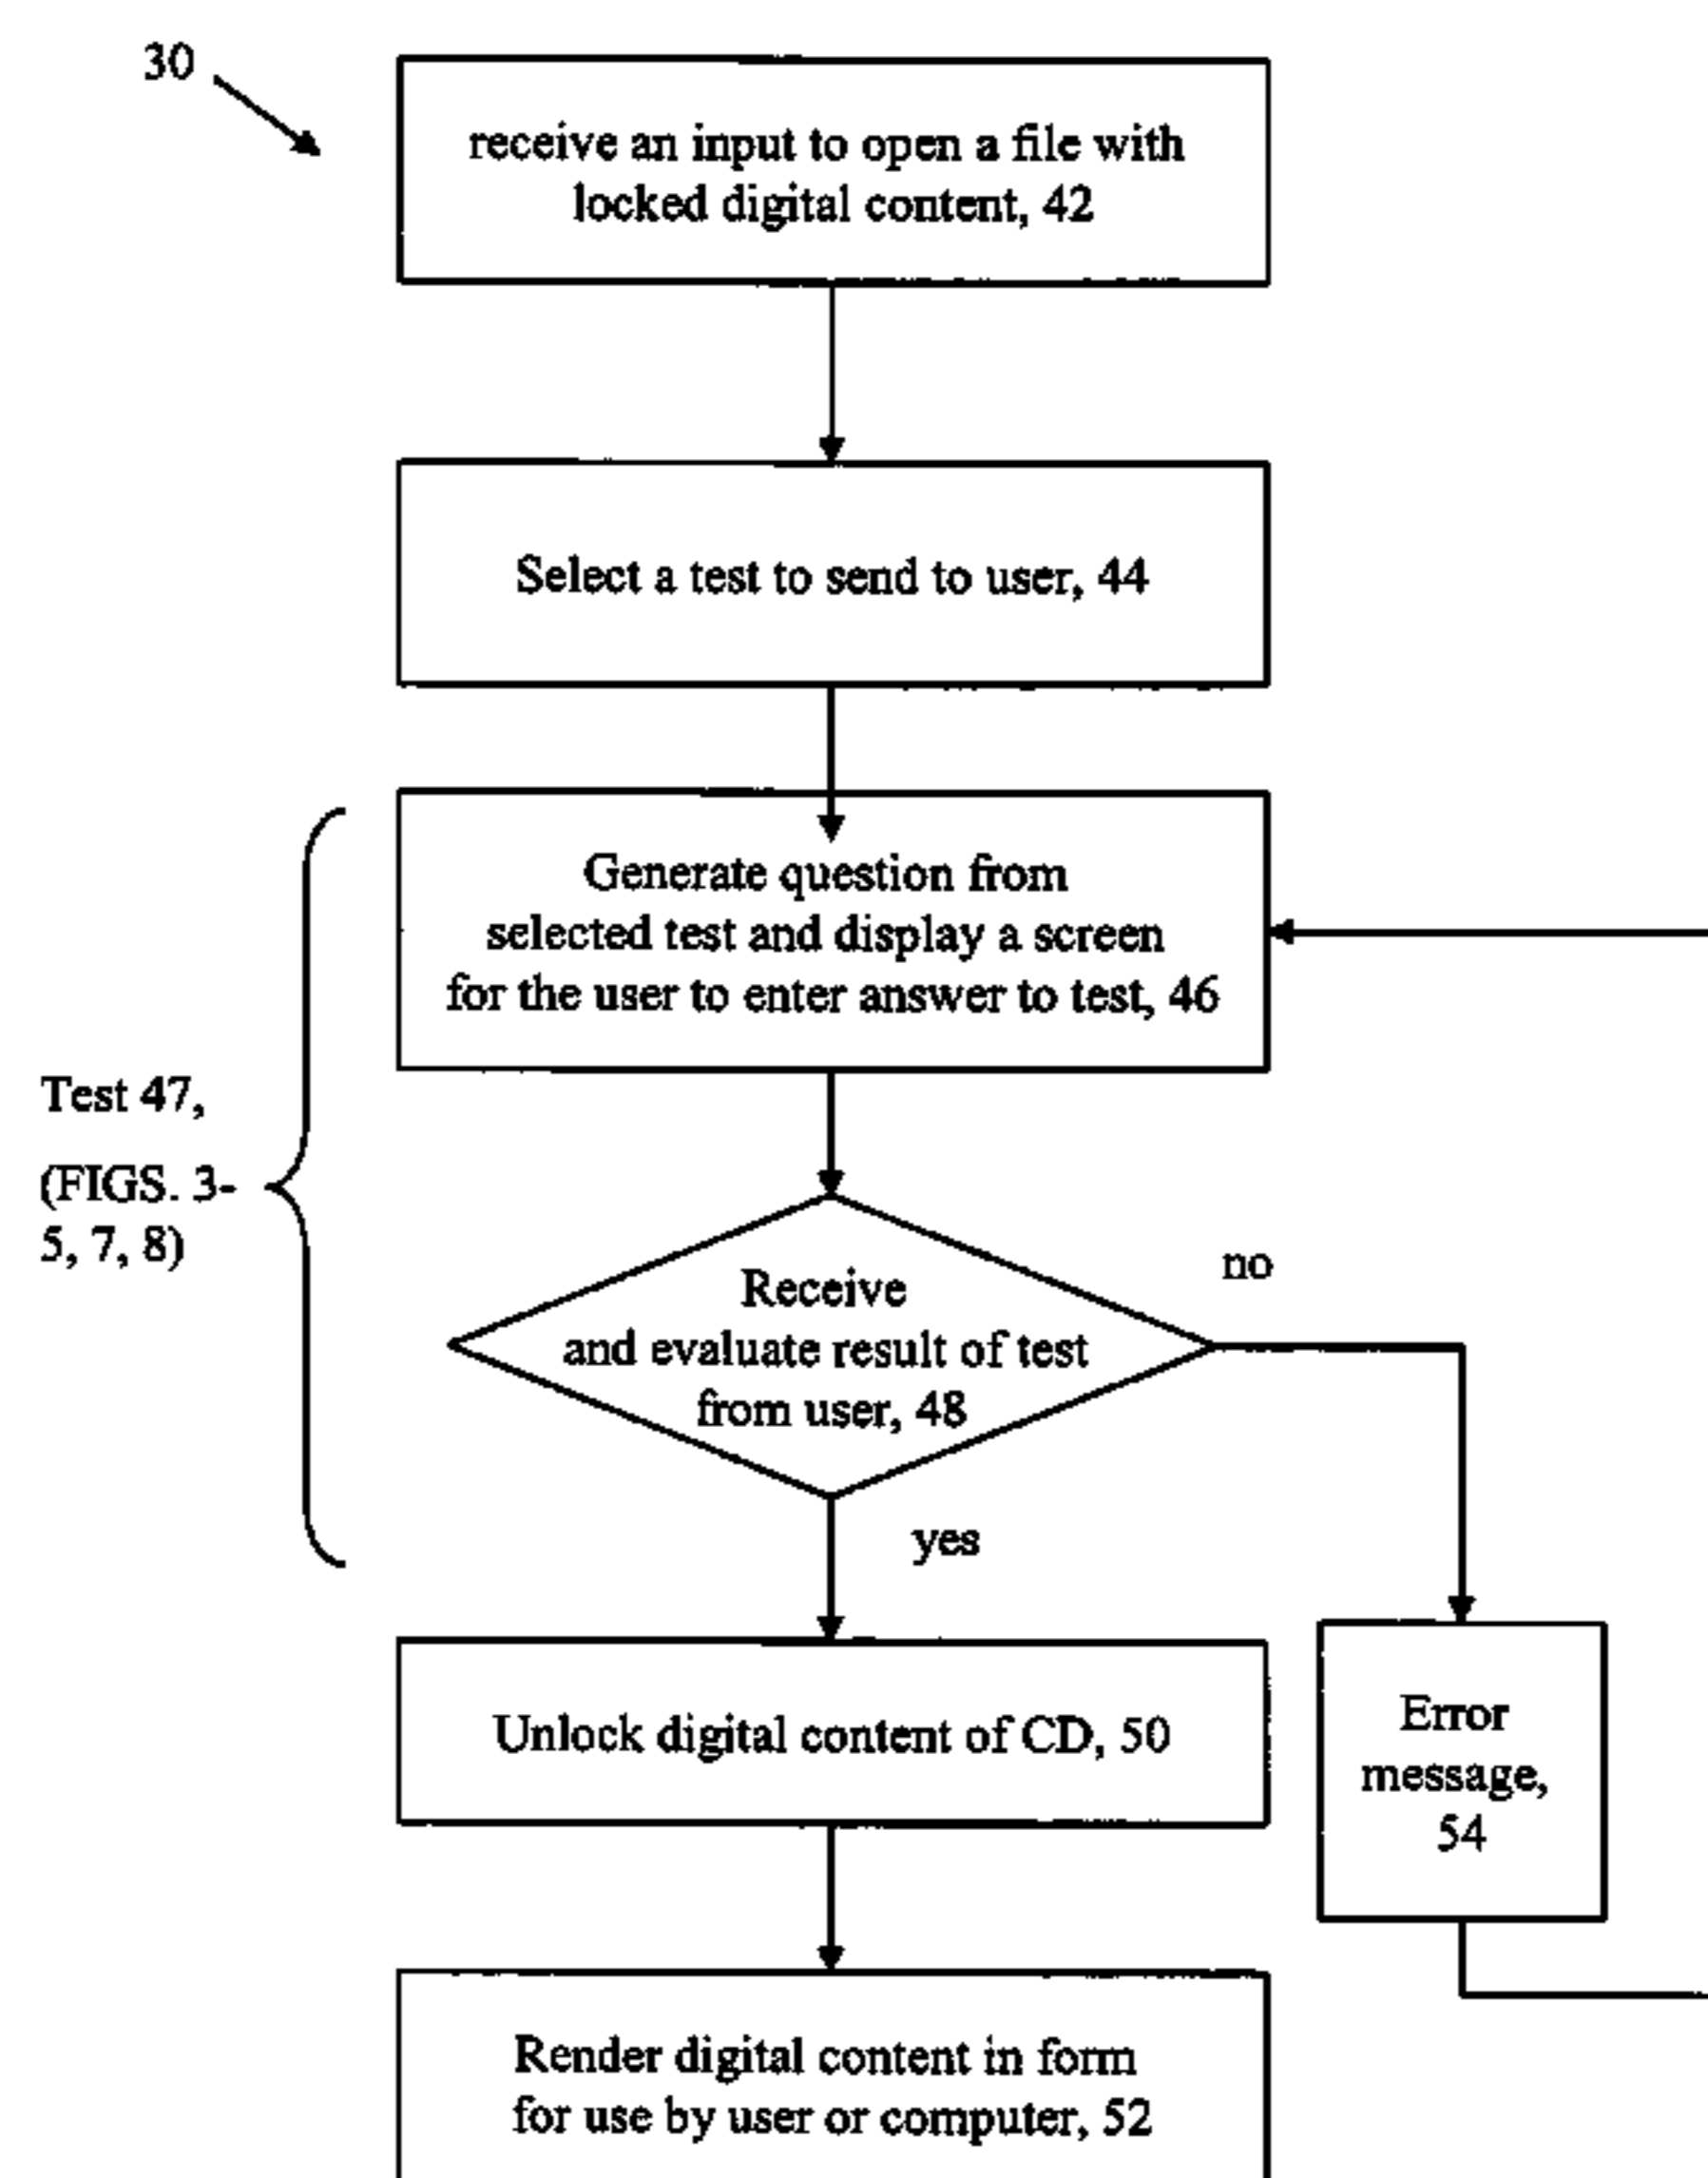 30
receive an input to open a file with
locked digital content, 42
Select a test to send to user, 44
Generate question from
selected test and display a screen
for the user to enter answer to test, 46
Test 47,
(FIGS. 3-
5, 7, 8)
Receive
and evaluate result of test
from user, 48
no
yes
Unlock digital content of CD, 50
Error
message,
54
Render digital content in form
for use by user or computer, 52